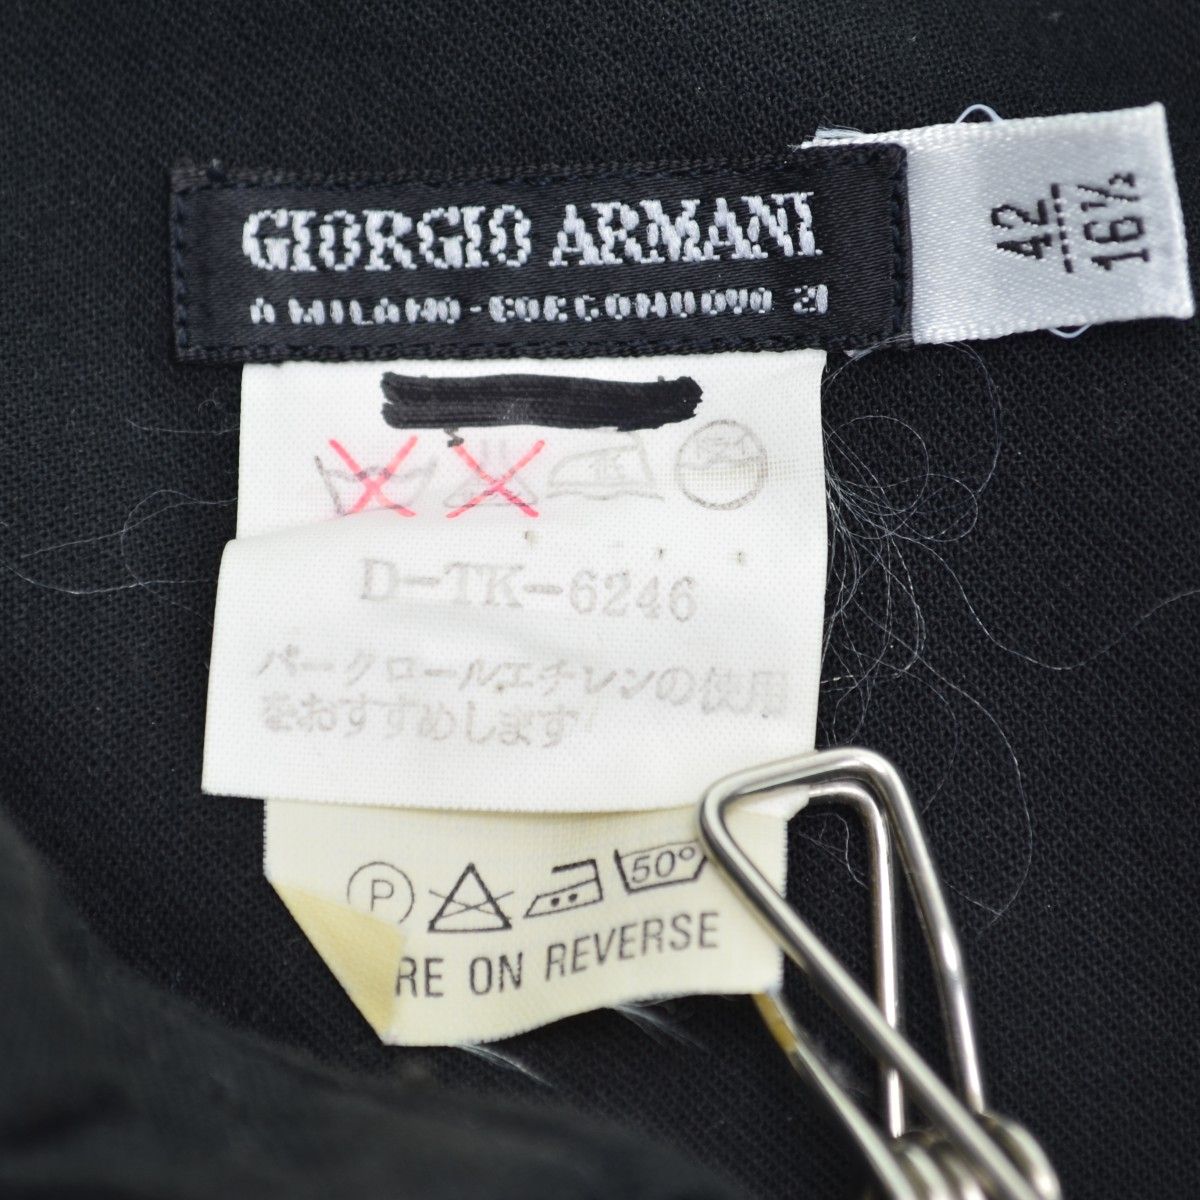 GIORGIO ARMANI
A MILANO-BORGONUOVO 21
42
16½
D-TK-6246
パークロールエチレンの使用
をおすすめします
P
50°
RE ON REVERSE